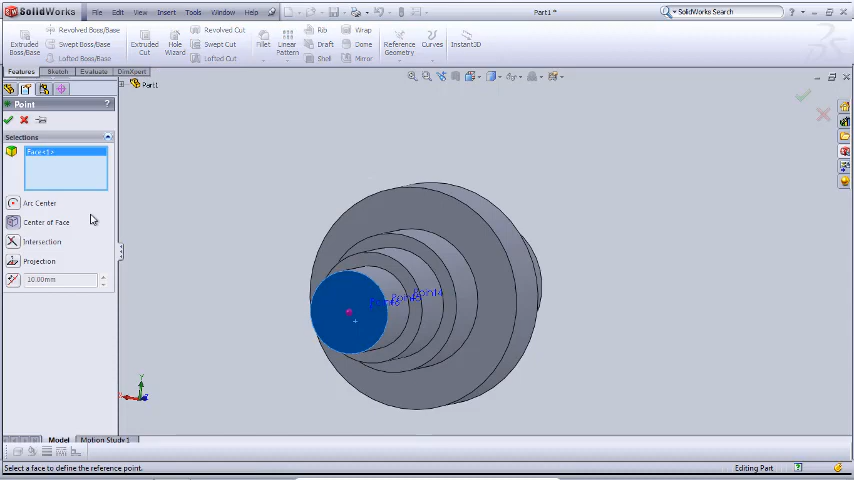 SolidWorks File Edit View Insert Tools Window Help Part1 * SolidWorks Search
Extruded Boss/Base Revolved Boss/Base Extruded Cut Hole Wizard Revolved Cut Fillet Linear Pattern Rib Wrap Reference Geometry Curves Instant3D
Swept Boss/Base Swept Cut Draft Dome
Lofted Boss/Base Lofted Cut Shell Mirror
Features Sketch Evaluate DimXpert
Part1
Point ?
Selections
Face<1>
Arc Center
Center of Face
Intersection
Projection
10.00mm
Point4
Y
Z
Model Motion Study 1
Select a face to define the reference point. Editing Part